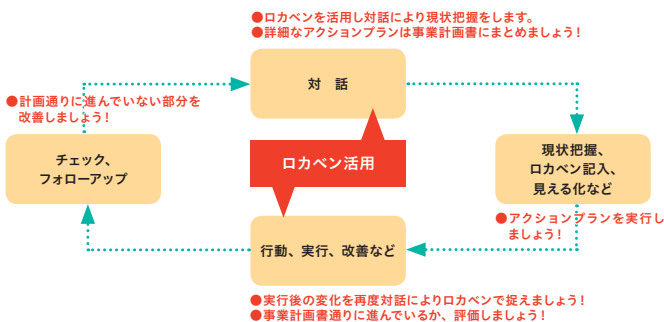 ●ロカベンを活用し対話により現状把握をします。
●詳細なアクションプランは事業計画書にまとめましょう！
対　話
●計画通りに進んでいない部分を
改善しましょう！
チェック、
フォローアップ
ロカベン活用
現状把握、
ロカベン記入、
見える化など
●アクションプランを実行し
ましょう！
行動、実行、改善など
●実行後の変化を再度対話によりロカベンで捉えましょう！
●事業計画書通りに進んでいるか、評価しましょう！